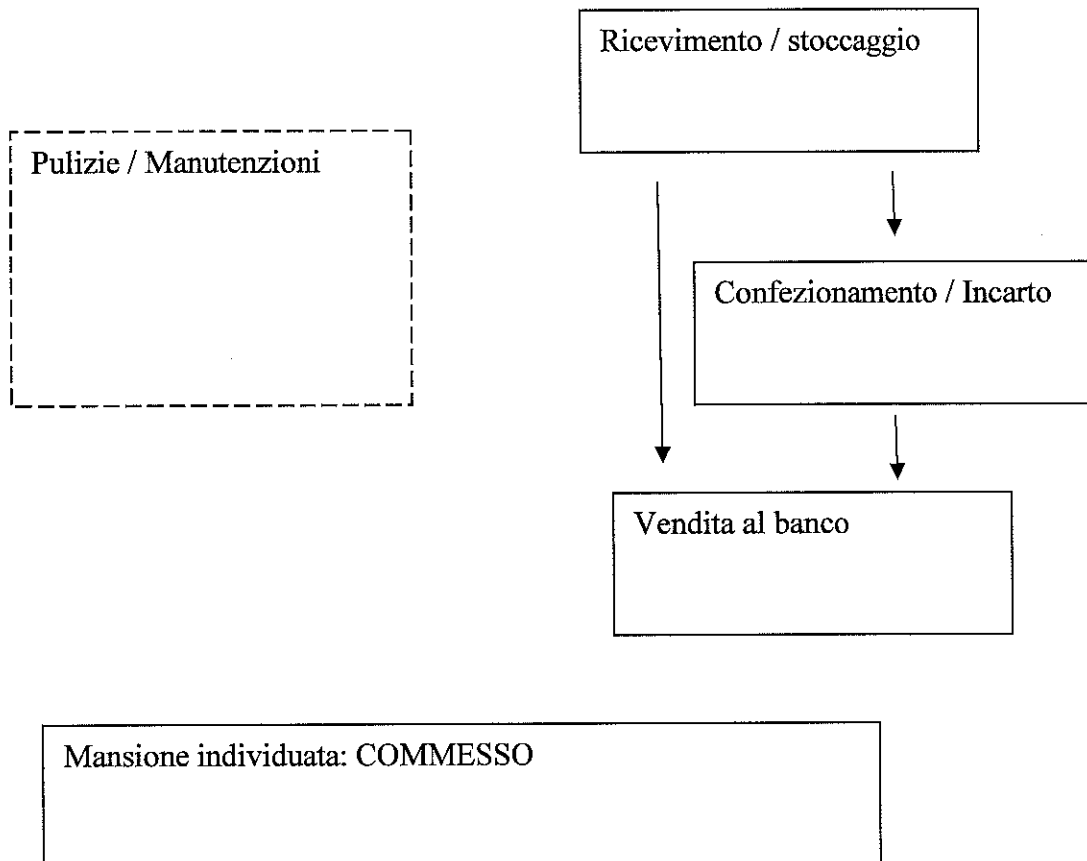 Ricevimento / stoccaggio
Pulizie / Manutenzioni
Confezionamento / Incarto
Vendita al banco
Mansione individuata: COMMESSO